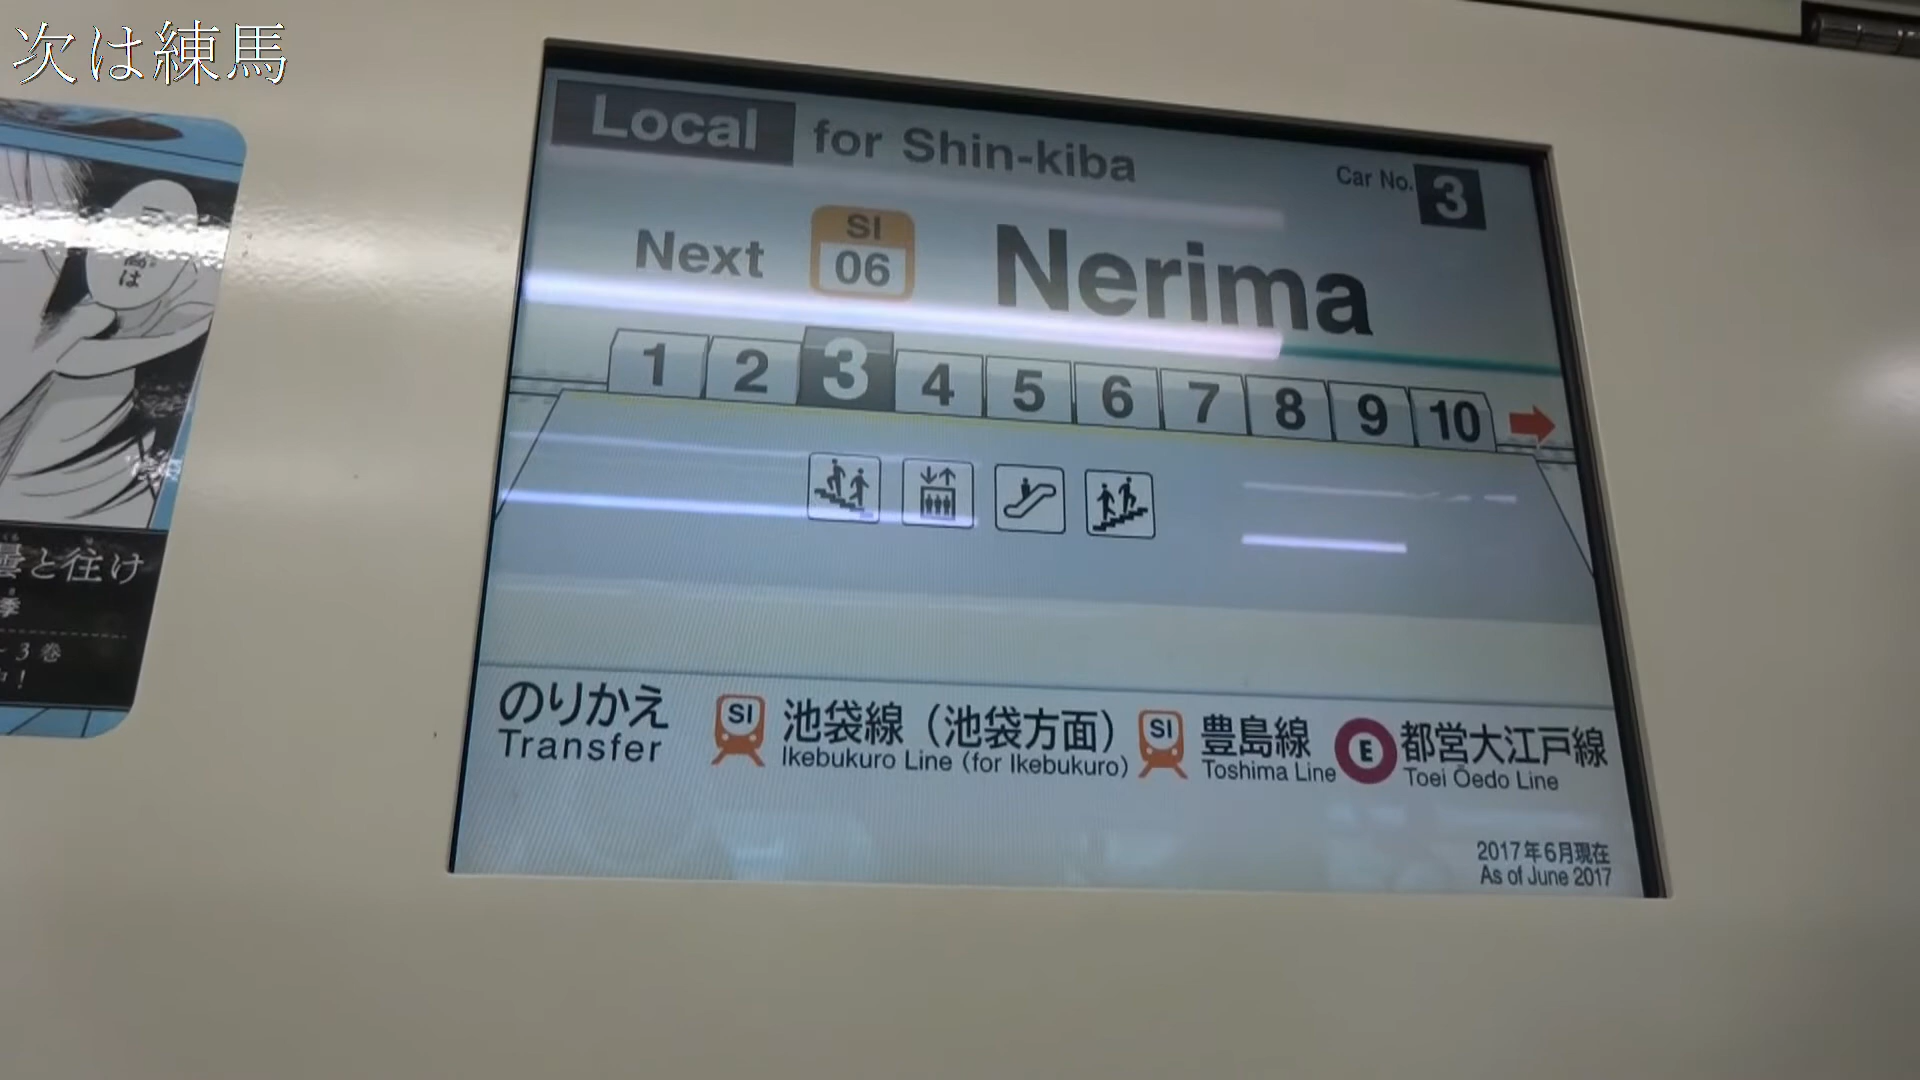 次は練馬
Local for Shin-kiba
Car No. 3
Next SI 06 Nerima
1 2 3 4 5 6 7 8 9 10
のりかえ
Transfer
SI 池袋線（池袋方面）
Ikebukuro Line (for Ikebukuro)
SI 豊島線
Toshima Line
E 都営大江戸線
Toei Ōedo Line
2017年6月現在
As of June 2017
は
曇と往け
季
3 巻
！